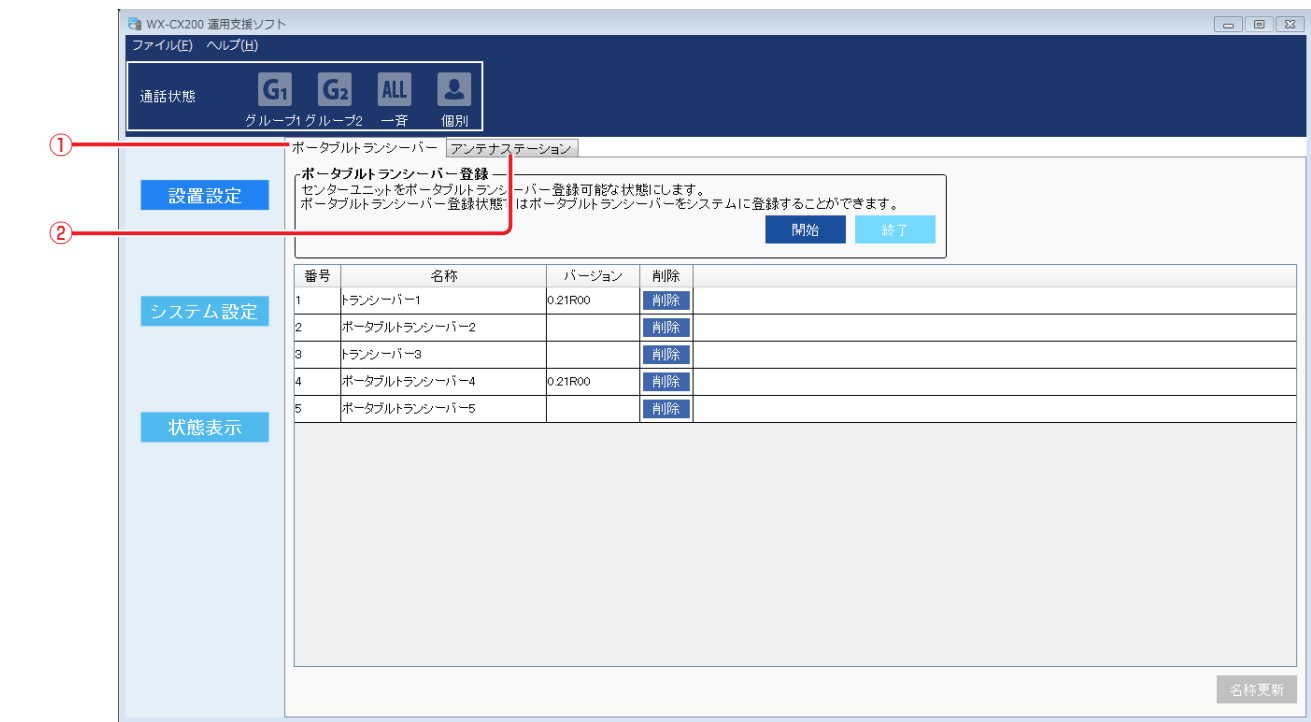 WX-CX200 運用支援ソフト
ファイル(F) ヘルプ(H)
通話状態
G1 G2 ALL
グループ1 グループ2 一斉 個別
①
ポータブルトランシーバー アンテナステーション
ポータブルトランシーバー登録
センターユニットをポータブルトランシーバー登録可能な状態にします。
ポータブルトランシーバー登録状態ではポータブルトランシーバーをシステムに登録することができます。
設置設定
②
開始 終了
番号 名称 バージョン 削除
1 トランシーバー1 0.21R00 削除
システム設定
2 ポータブルトランシーバー2 削除
3 トランシーバー3 削除
4 ポータブルトランシーバー4 0.21R00 削除
5 ポータブルトランシーバー5 削除
状態表示
名称更新